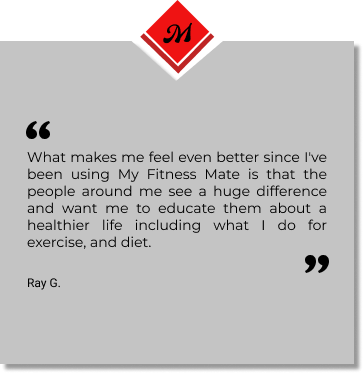 M
“
What makes me feel even better since I've
been using My Fitness Mate is that the
people around me see a huge difference
and want me to educate them about a
healthier life including what I do for
exercise, and diet.
”
Ray G.